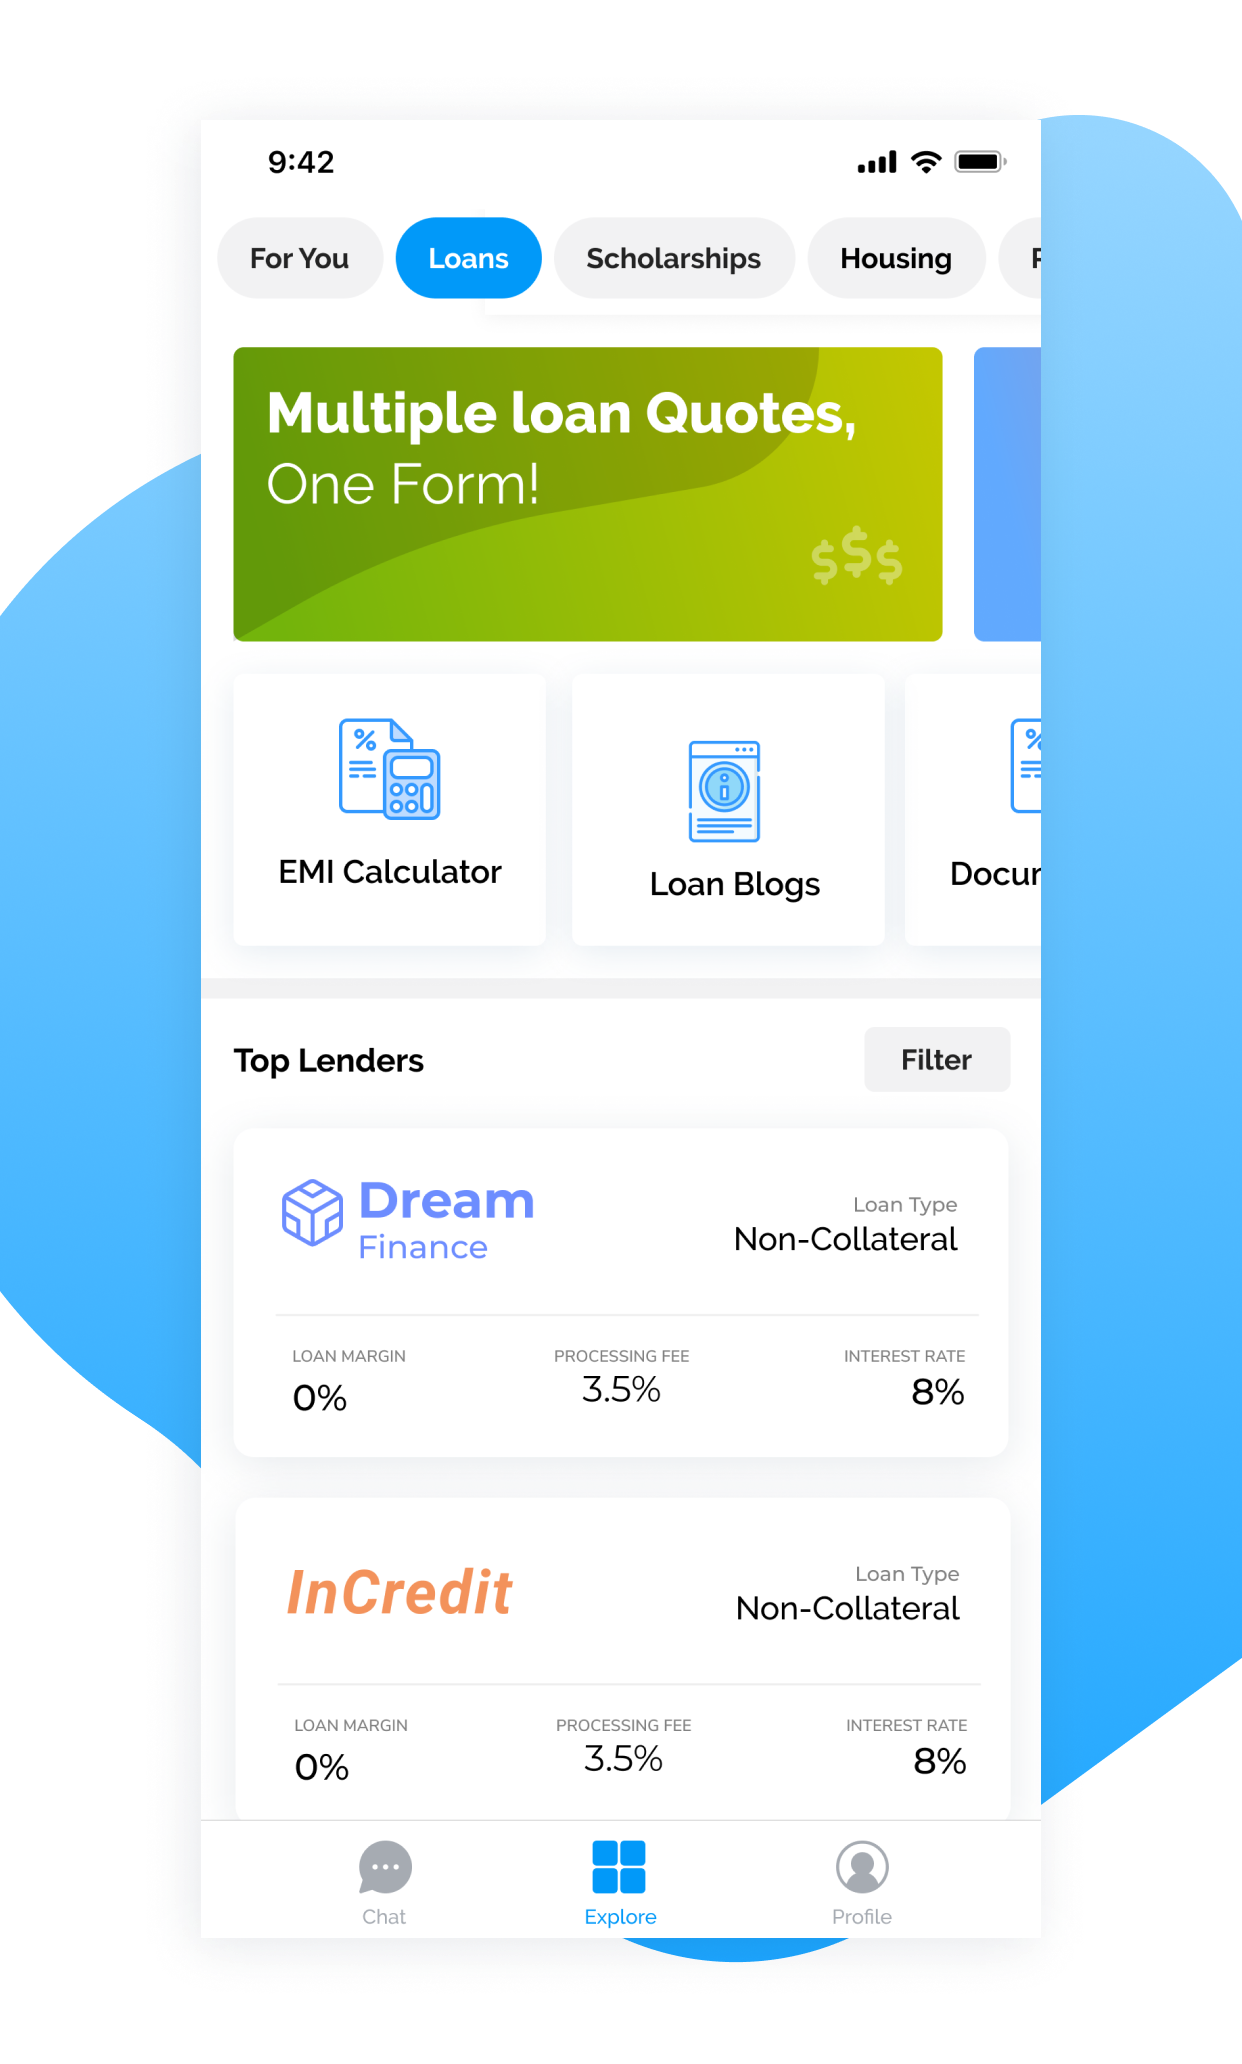 9:42
For You
Loans
Scholarships
Housing
Multiple loan Quotes,
One Form!
$$$
%
EMI Calculator
i
Loan Blogs
%
Docur
Top Lenders
Filter
Dream
Finance
Loan Type
Non-Collateral
LOAN MARGIN
PROCESSING FEE
INTEREST RATE
0%
3.5%
8%
InCredit
Loan Type
Non-Collateral
LOAN MARGIN
PROCESSING FEE
INTEREST RATE
0%
3.5%
8%
Chat
Explore
Profile